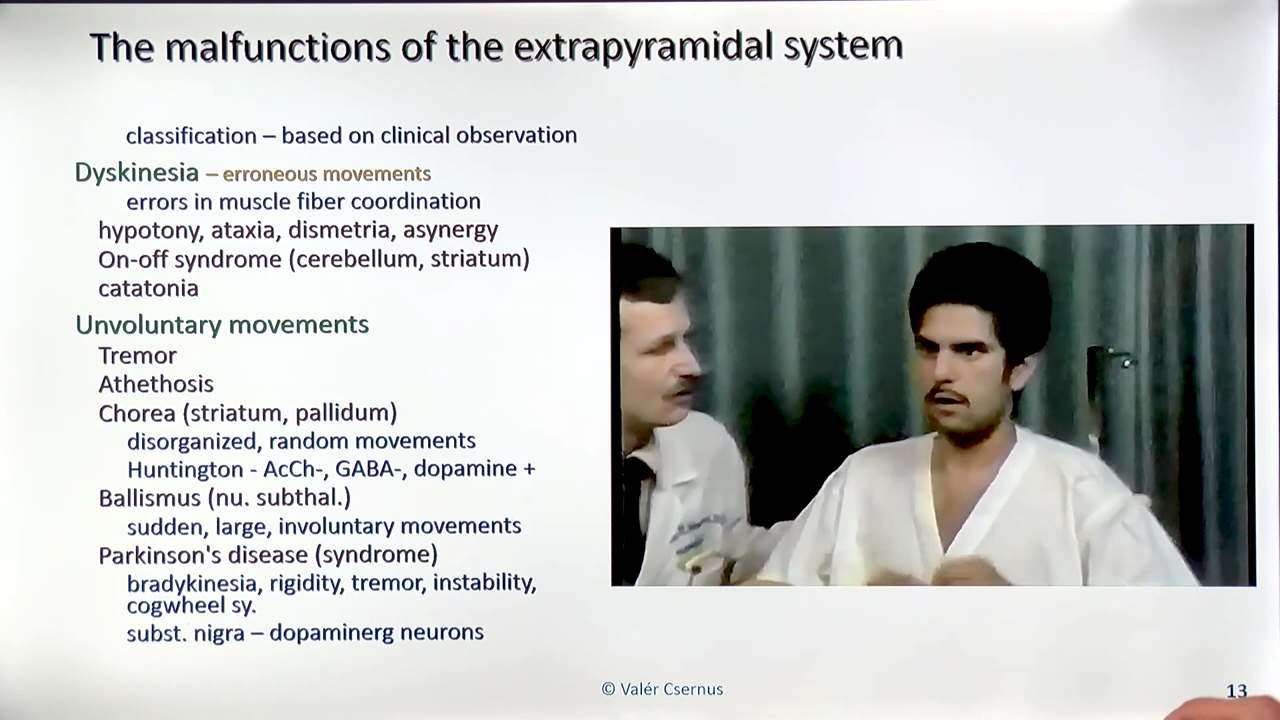 The malfunctions of the extrapyramidal system
classification – based on clinical observation
Dyskinesia – erroneous movements
errors in muscle fiber coordination
hypotony, ataxia, dismetria, asynergy
On-off syndrome (cerebellum, striatum)
catatonia
Unvoluntary movements
Tremor
Athethosis
Chorea (striatum, pallidum)
disorganized, random movements
Huntington - AcCh-, GABA-, dopamine +
Ballismus (nu. subthal.)
sudden, large, involuntary movements
Parkinson's disease (syndrome)
bradykinesia, rigidity, tremor, instability,
cogwheel sy.
subst. nigra – dopaminerg neurons
© Valér Csernus
13